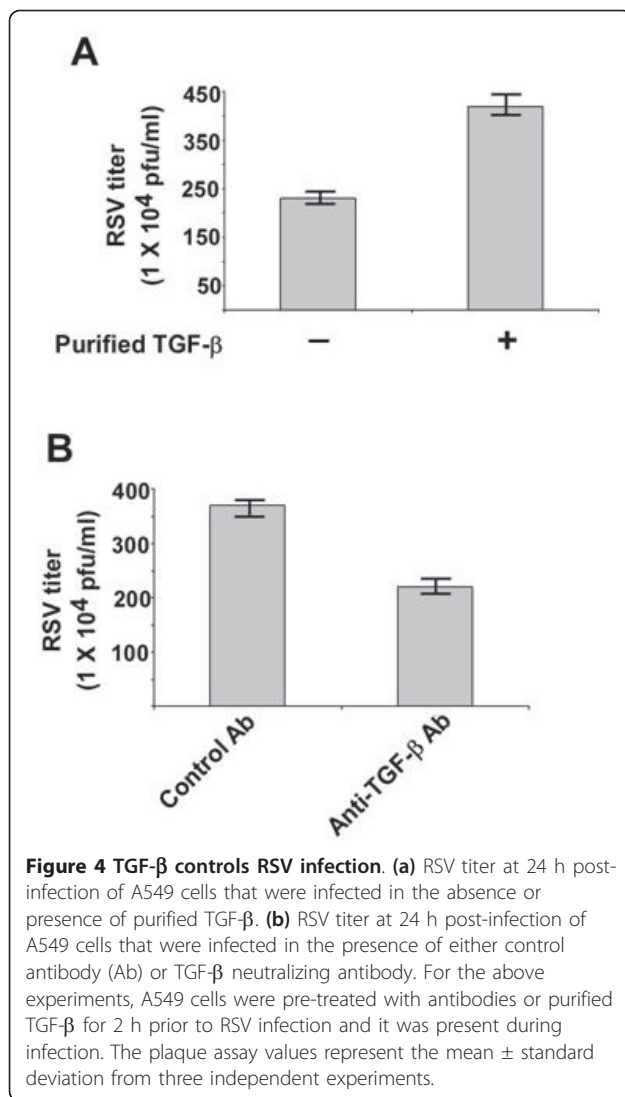 A
450
350
250
150
50
RSV titer
(1 X 10⁴ pfu/ml)
Purified TGF-β − +
B
400
300
200
100
RSV titer
(1 X 10⁴ pfu/ml)
Control Ab
Anti-TGF-β Ab
Figure 4 TGF-β controls RSV infection. (a) RSV titer at 24 h post-
infection of A549 cells that were infected in the absence or
presence of purified TGF-β. (b) RSV titer at 24 h post-infection of
A549 cells that were infected in the presence of either control
antibody (Ab) or TGF-β neutralizing antibody. For the above
experiments, A549 cells were pre-treated with antibodies or purified
TGF-β for 2 h prior to RSV infection and it was present during
infection. The plaque assay values represent the mean ± standard
deviation from three independent experiments.